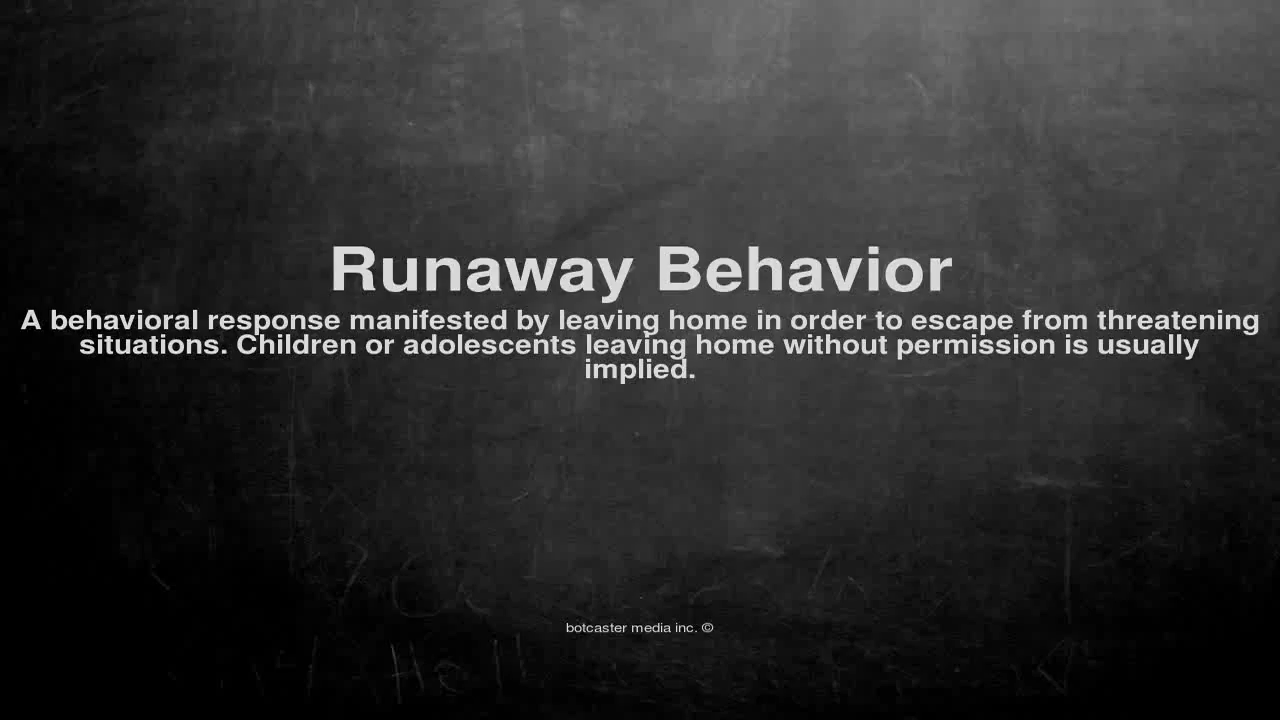 Runaway Behavior
A behavioral response manifested by leaving home in order to escape from threatening
situations. Children or adolescents leaving home without permission is usually
implied.
botcaster media inc. ©